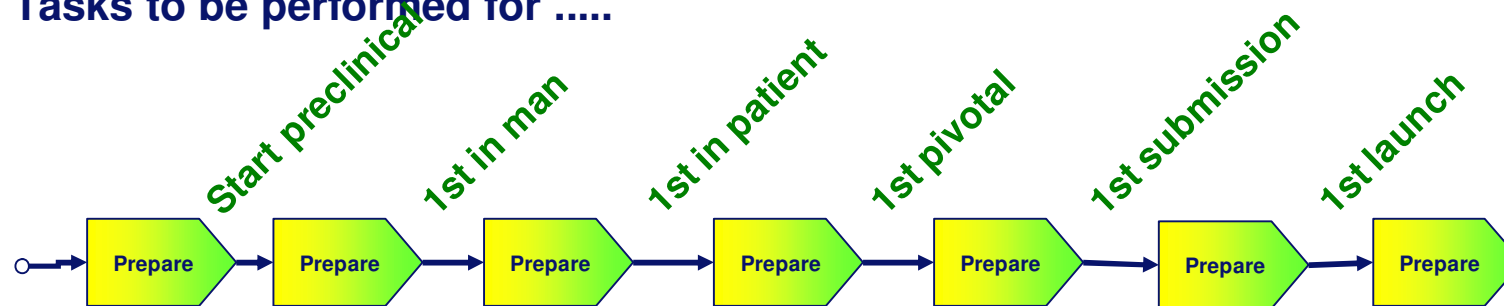 Tasks to be performed for .....
Start preclinical
1st in man
1st in patient
1st pivotal
1st submission
1st launch
Prepare
Prepare
Prepare
Prepare
Prepare
Prepare
Prepare